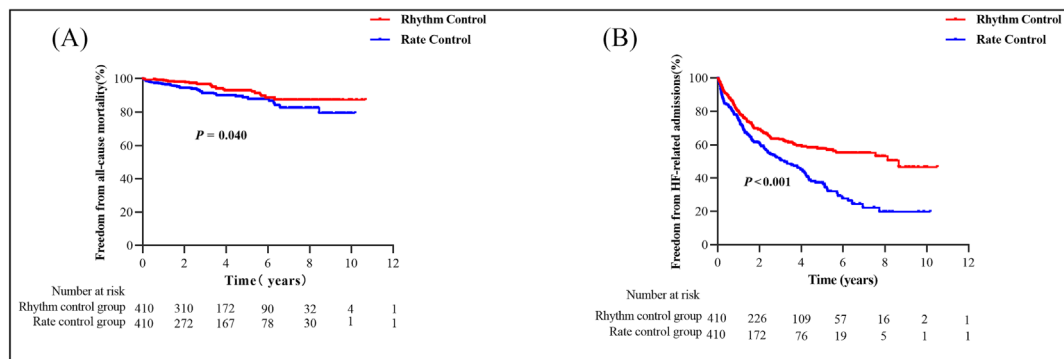 (A)
Rhythm Control
Rate Control
Freedom from all-cause mortality(%)
100
80
60
40
20
0
P = 0.040
0 2 4 6 8 10 12
Time( years)
Number at risk
Rhythm control group 410 310 172 90 32 4 1
Rate control group 410 272 167 78 30 1 1
(B)
Rhythm Control
Rate Control
Freedom from HF-related admissions(%)
100
80
60
40
20
0
P<0.001
0 2 4 6 8 10 12
Time (years)
Number at risk
Rhythm control group 410 226 109 57 16 2 1
Rate control group 410 172 76 19 5 1 1